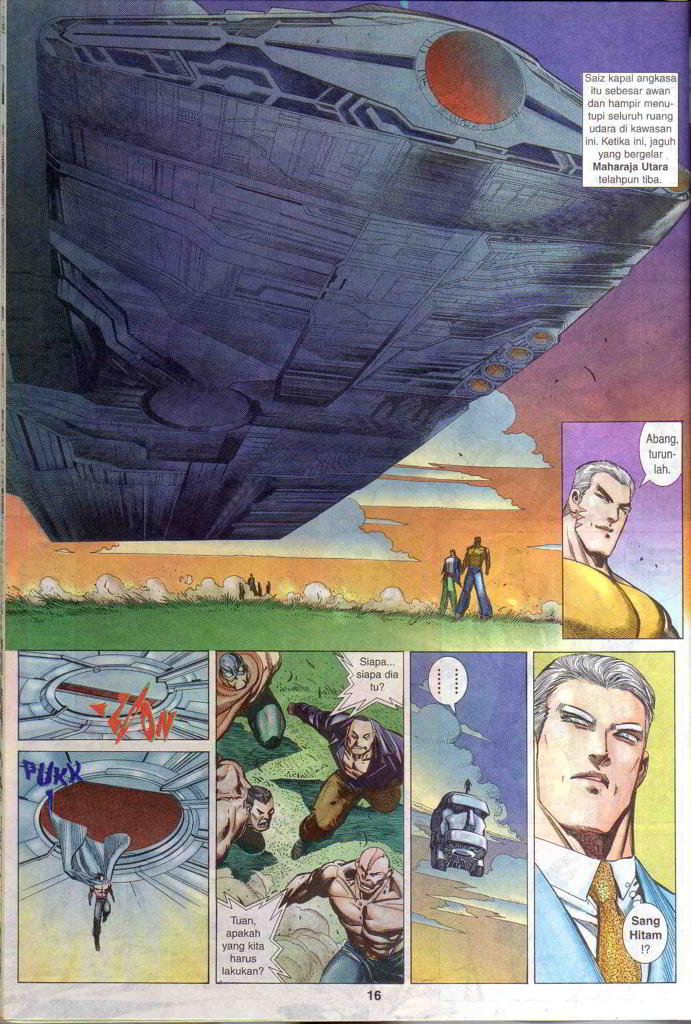 Saiz kapal angkasa
itu sebesar awan
dan hampir menu-
tupi seluruh ruang
udara di kawasan
ini. Ketika ini, jaguh
yang bergelar
Maharaja Utara
telahpun tiba.
Abang,
turun-
lah.
PUKK
Siapa...
siapa dia
tu?
Tuan,
apakah
yang kita
harus
lakukan?
Sang
Hitam
!?
16